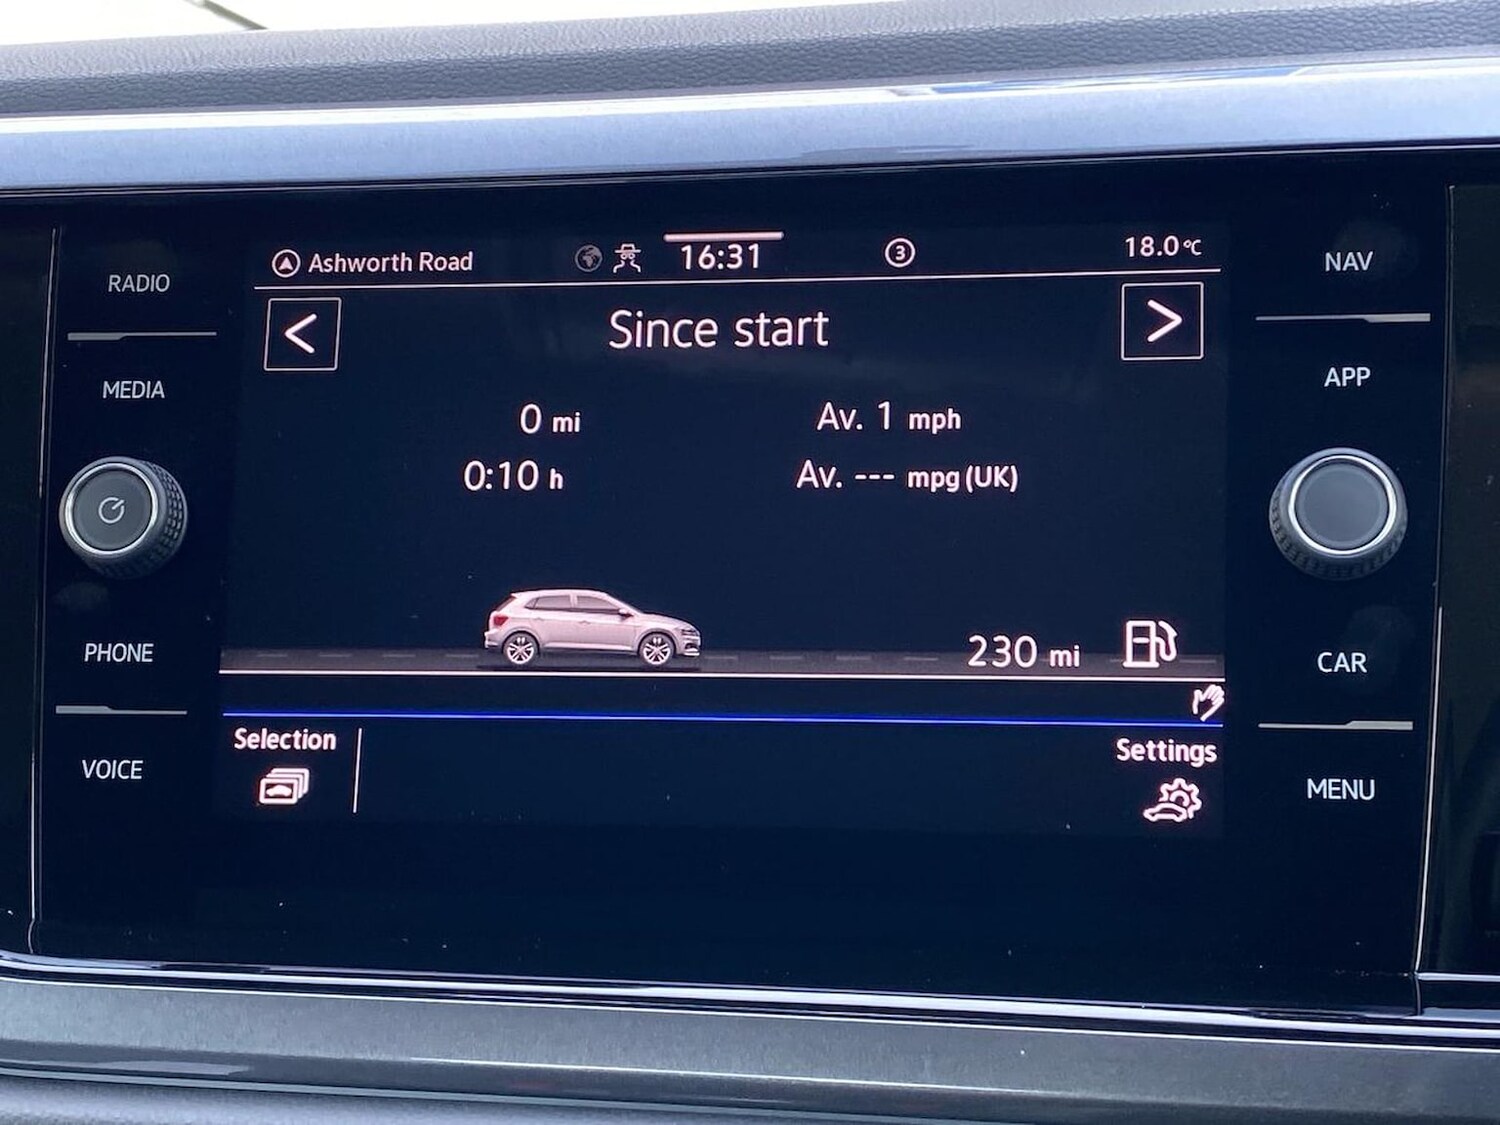 RADIO
MEDIA
PHONE
VOICE
Ashworth Road
16:31
3
18.0°C
<
Since start
>
0 mi
Av. 1 mph
0:10 h
Av. --- mpg (UK)
230 mi
Selection
Settings
NAV
APP
CAR
MENU